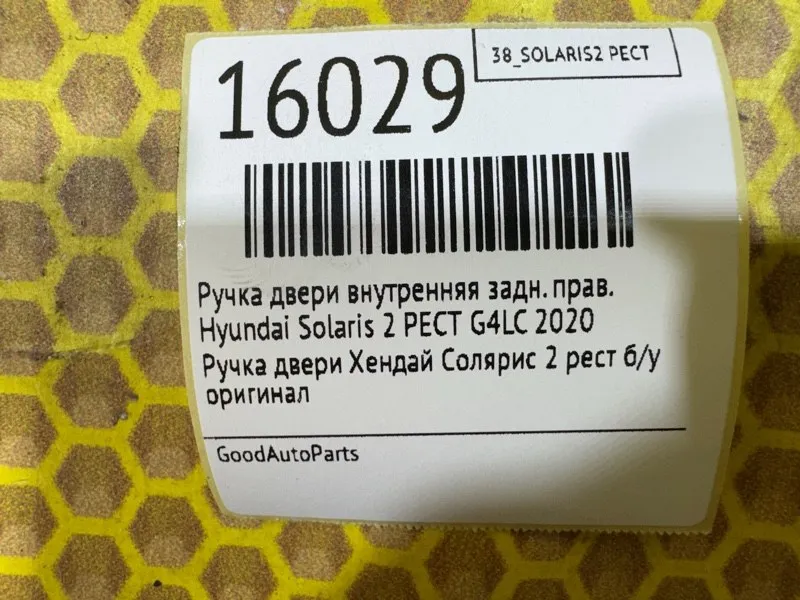 38_SOLARIS2 РЕСТ
16029
Ручка двери внутренняя задн. прав.
Hyundai Solaris 2 РЕСТ G4LC 2020
Ручка двери Хендай Солярис 2 рест б/у
оригинал
GoodAutoParts